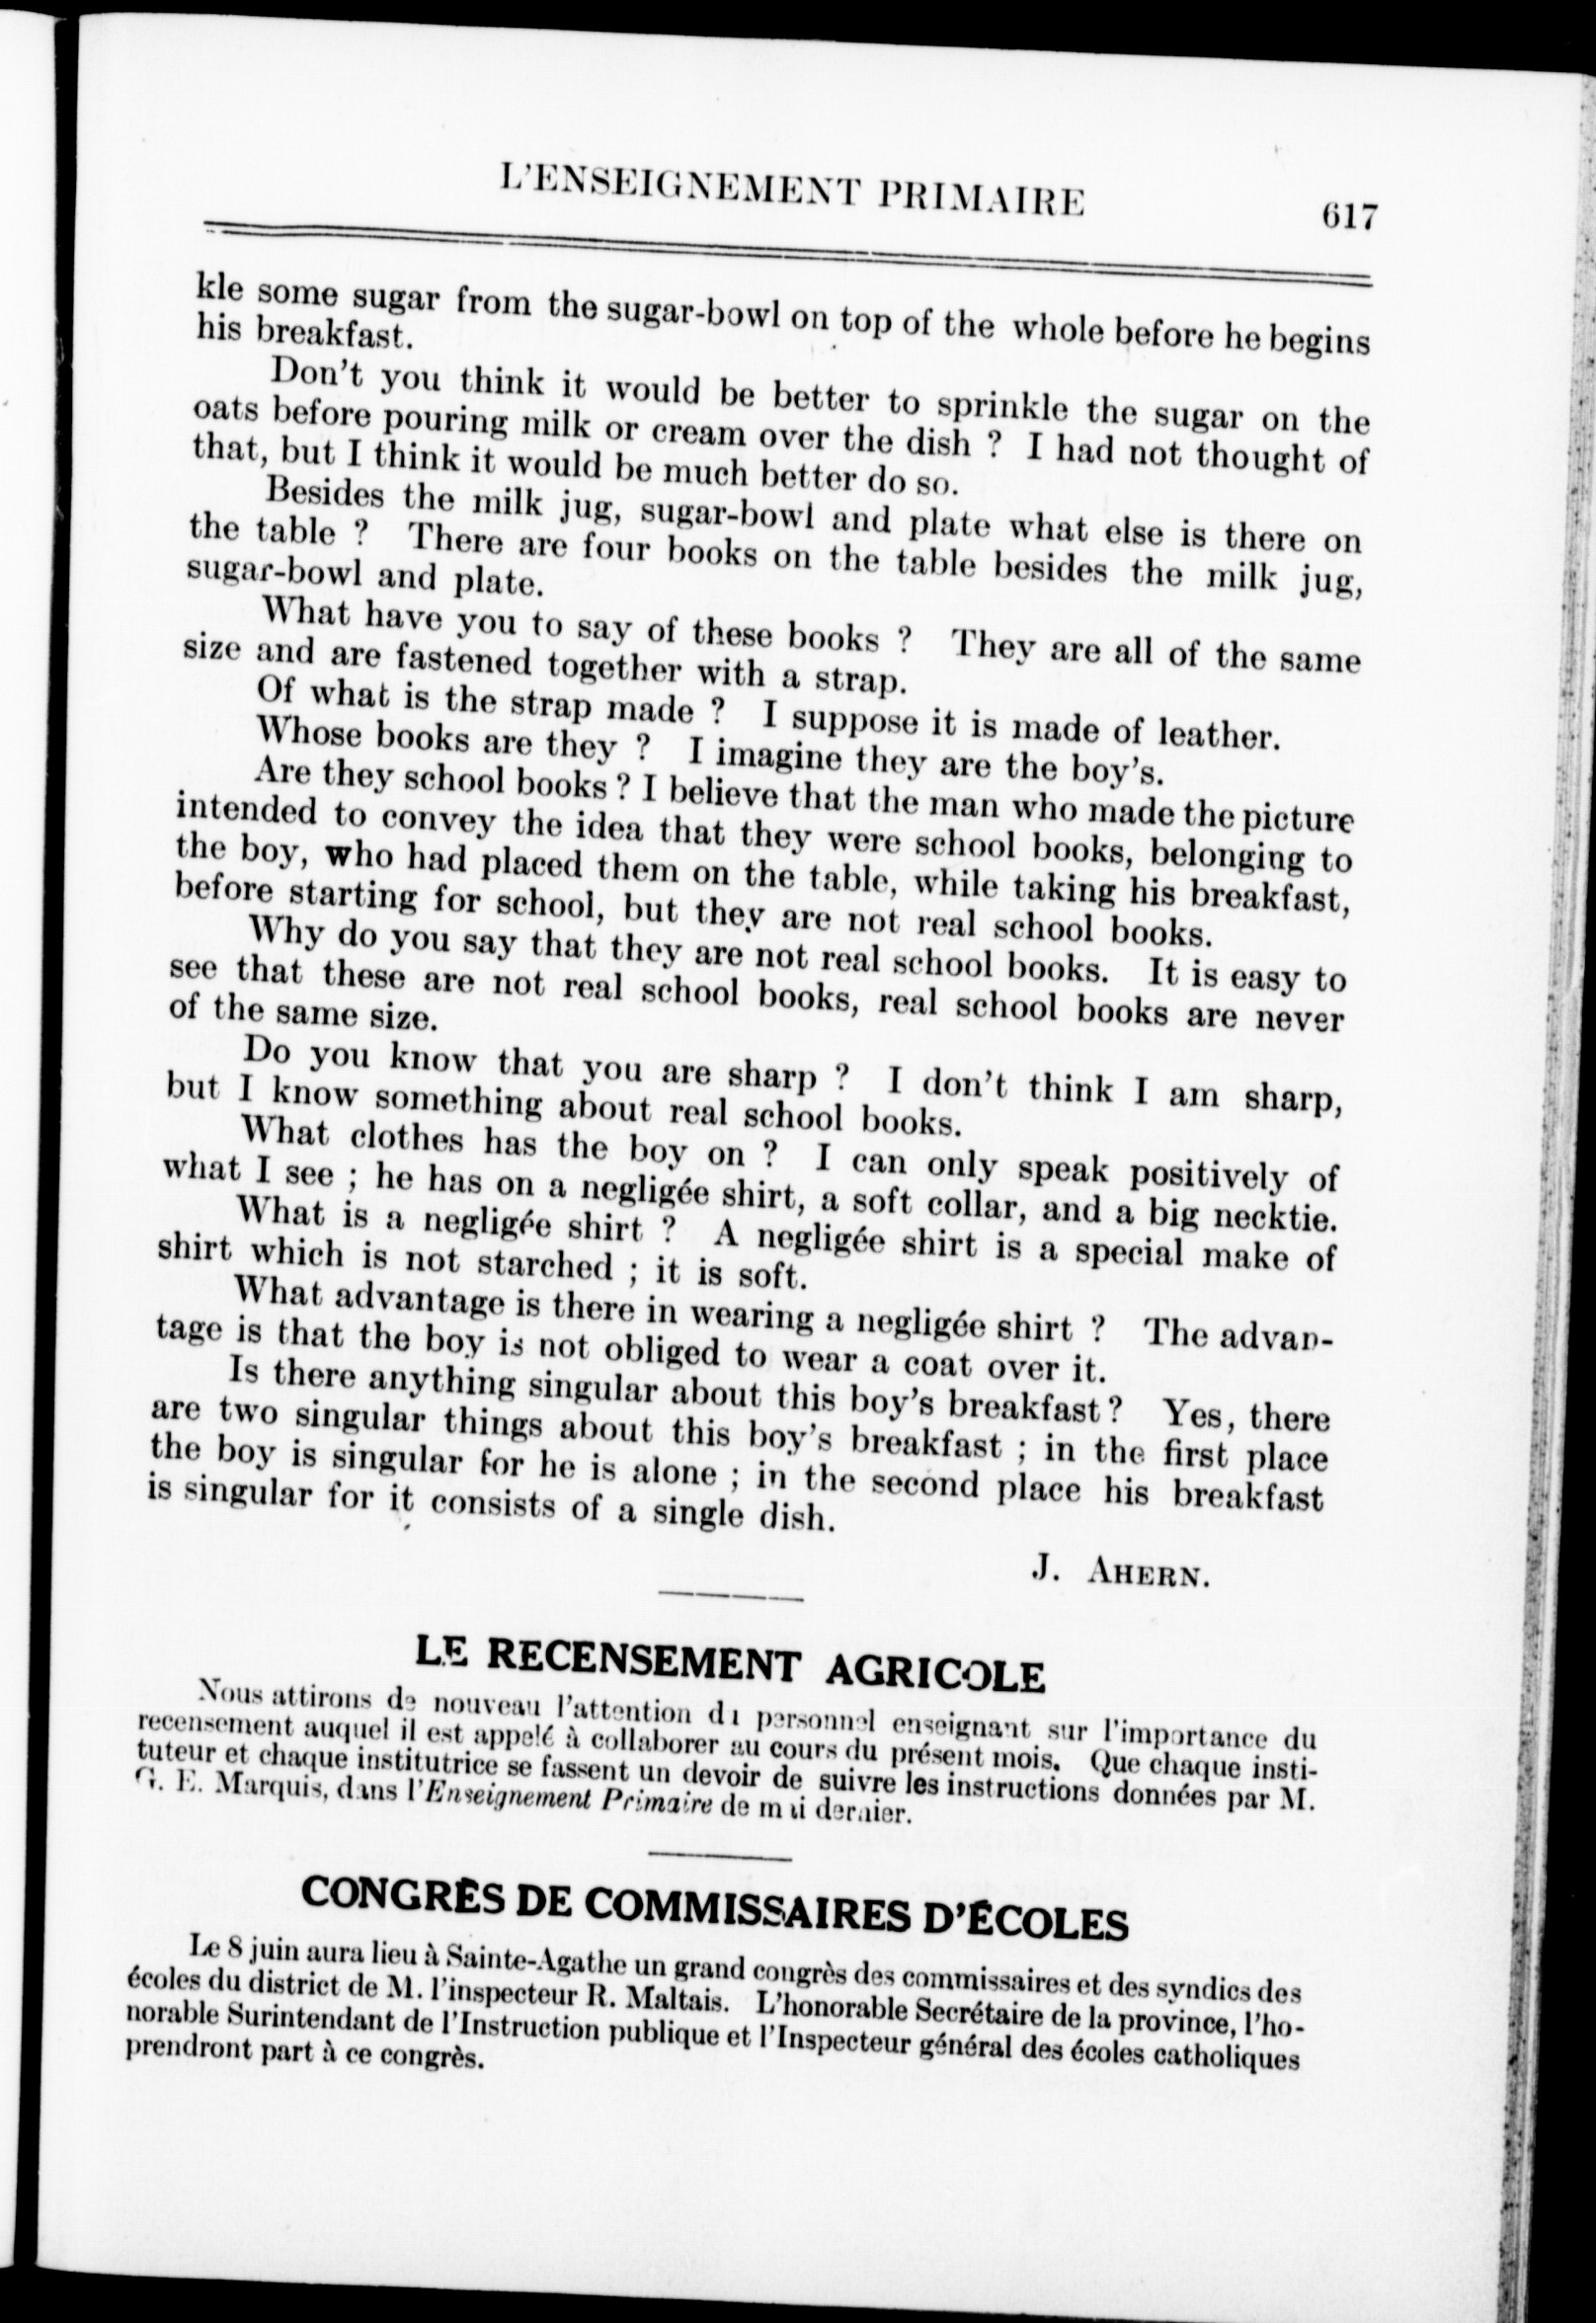 L'ENSEIGNEMENT PRIMAIRE 617
kle some sugar from the sugar-bowl on top of the whole before he begins
his breakfast.
Don't you think it would be better to sprinkle the sugar on the
oats before pouring milk or cream over the dish ? I had not thought of
that, but I think it would be much better do so.
Besides the milk jug, sugar-bowl and plate what else is there on
the table ? There are four books on the table besides the milk jug,
sugar-bowl and plate.
What have you to say of these books ? They are all of the same
size and are fastened together with a strap.
Of what is the strap made ? I suppose it is made of leather.
Whose books are they ? I imagine they are the boy's.
Are they school books ? I believe that the man who made the picture
intended to convey the idea that they were school books, belonging to
the boy, who had placed them on the table, while taking his breakfast,
before starting for school, but they are not real school books.
Why do you say that they are not real school books. It is easy to
see that these are not real school books, real school books are never
of the same size.
Do you know that you are sharp ? I don't think I am sharp,
but I know something about real school books.
What clothes has the boy on ? I can only speak positively of
what I see ; he has on a negligée shirt, a soft collar, and a big necktie.
What is a negligée shirt ? A negligée shirt is a special make of
shirt which is not starched ; it is soft.
What advantage is there in wearing a negligée shirt ? The advan-
tage is that the boy is not obliged to wear a coat over it.
Is there anything singular about this boy's breakfast ? Yes, there
are two singular things about this boy's breakfast ; in the first place
the boy is singular for he is alone ; in the second place his breakfast
is singular for it consists of a single dish.
J. AHERN.
LE RECENSEMENT AGRICOLE
Nous attirons de nouveau l'attention du personnel enseignant sur l'importance du
recensement auquel il est appelé à collaborer au cours du présent mois. Que chaque insti-
tuteur et chaque institutrice se fassent un devoir de suivre les instructions données par M.
G. E. Marquis, dans l'Enseignement Primaire de mai dernier.
CONGRÈS DE COMMISSAIRES D'ÉCOLES
Le 8 juin aura lieu à Sainte-Agathe un grand congrès des commissaires et des syndics des
écoles du district de M. l'inspecteur R. Maltais. L'honorable Secrétaire de la province, l'ho-
norable Surintendant de l'Instruction publique et l'Inspecteur général des écoles catholiques
prendront part à ce congrès.